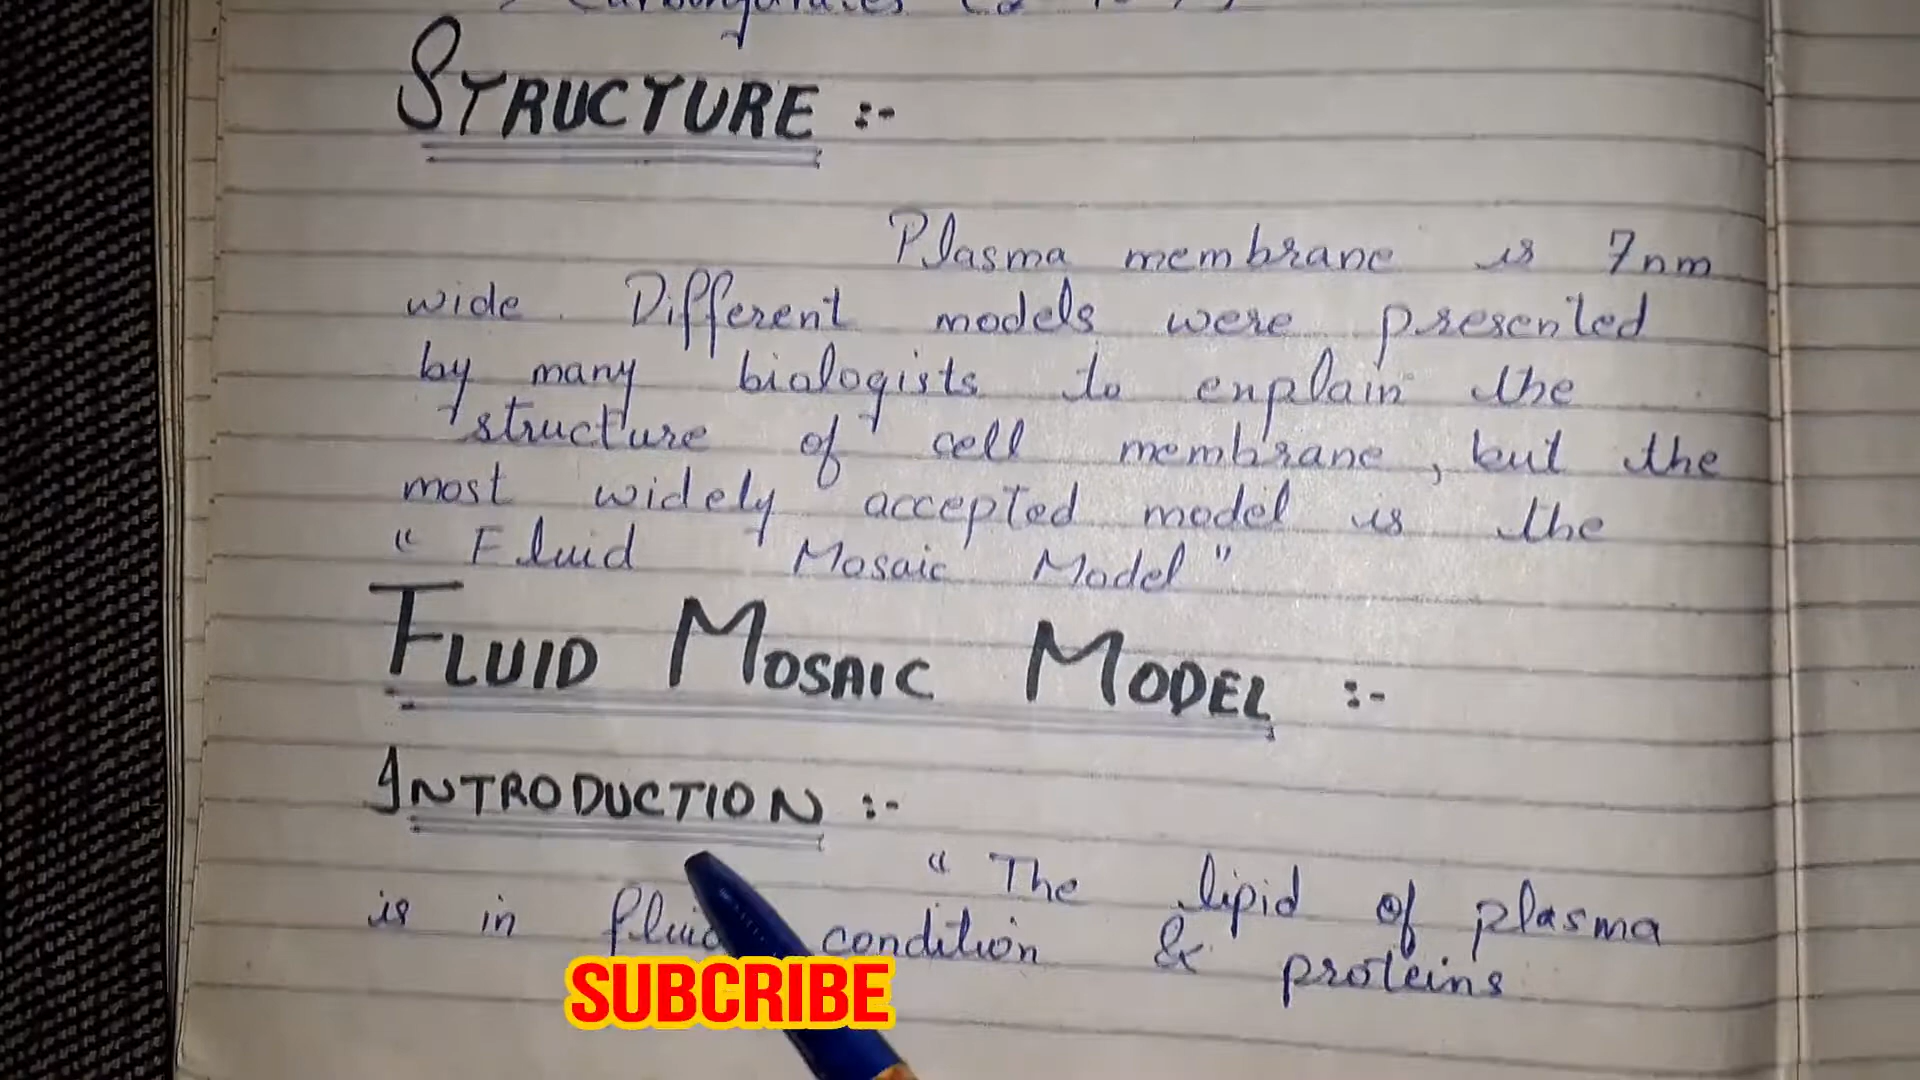 Carbohydrates
STRUCTURE :-
Plasma membrane is 7nm
wide. Different models were presented
by many biologists to explain the
structure of cell membrane, but the
most widely accepted model is the
"Fluid Mosaic Model"
FLUID MOSAIC MODEL :-
INTRODUCTION :-
"The lipid of plasma
is in fluid condition & proteins
SUBCRIBE